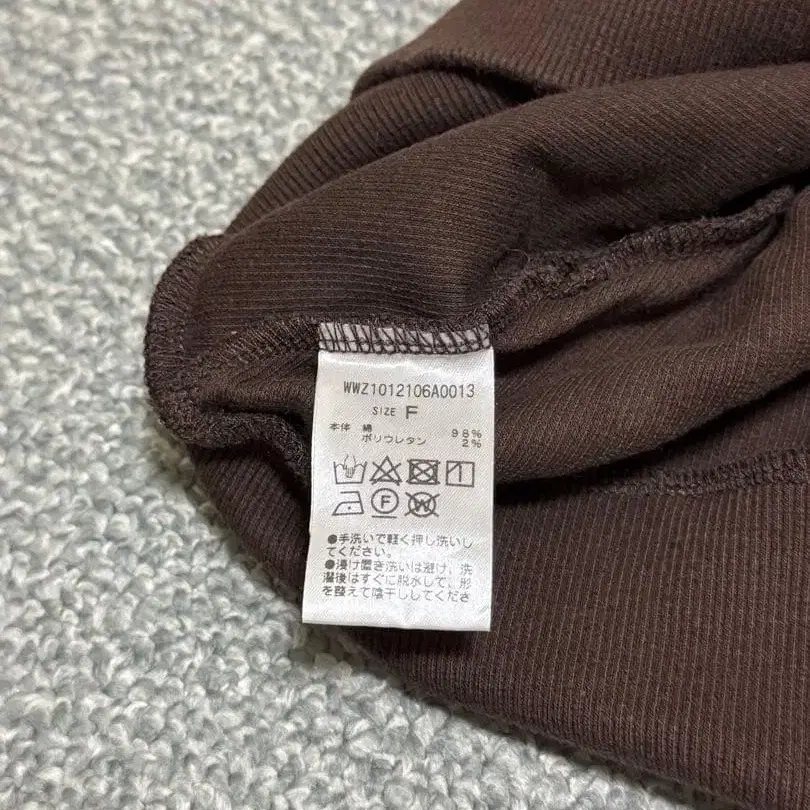 WWZ1012106A0013
SIZE F
本体 綿 98%
ポリウレタン 2%
F W
●手洗いで軽く押し洗いし
てください。
●浸け置き洗いは避け、洗
濯後はすぐに脱水して、形
を整えて陰干ししてくださ